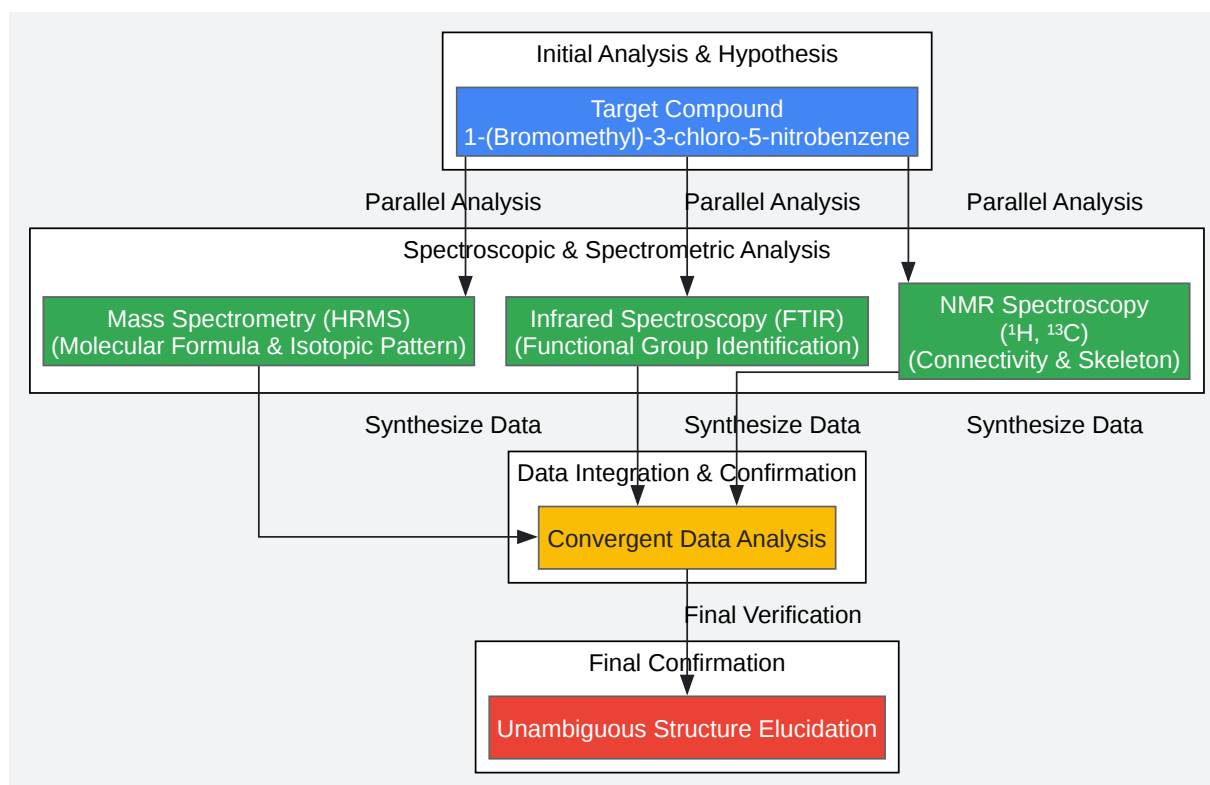 Initial Analysis & Hypothesis
Target Compound
1-(Bromomethyl)-3-chloro-5-nitrobenzene
Parallel Analysis
Parallel Analysis
Parallel Analysis
Spectroscopic & Spectrometric Analysis
Mass Spectrometry (HRMS)
(Molecular Formula & Isotopic Pattern)
Infrared Spectroscopy (FTIR)
(Functional Group Identification)
NMR Spectroscopy
(¹H, ¹³C)
(Connectivity & Skeleton)
Synthesize Data
Synthesize Data
Synthesize Data
Data Integration & Confirmation
Convergent Data Analysis
Final Verification
Final Confirmation
Unambiguous Structure Elucidation